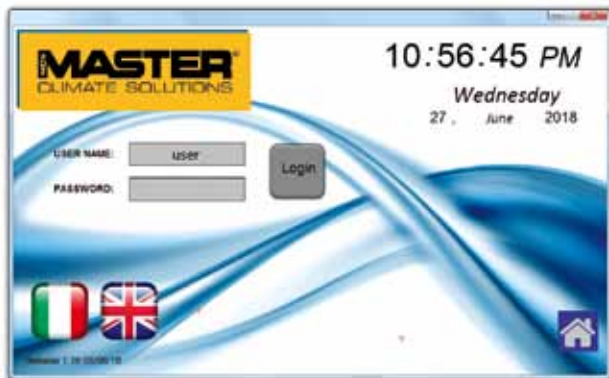 MASTER
CLIMATE SOLUTIONS
10:56:45 PM
Wednesday
27, June 2018
USER NAME: user
PASSWORD:
Login